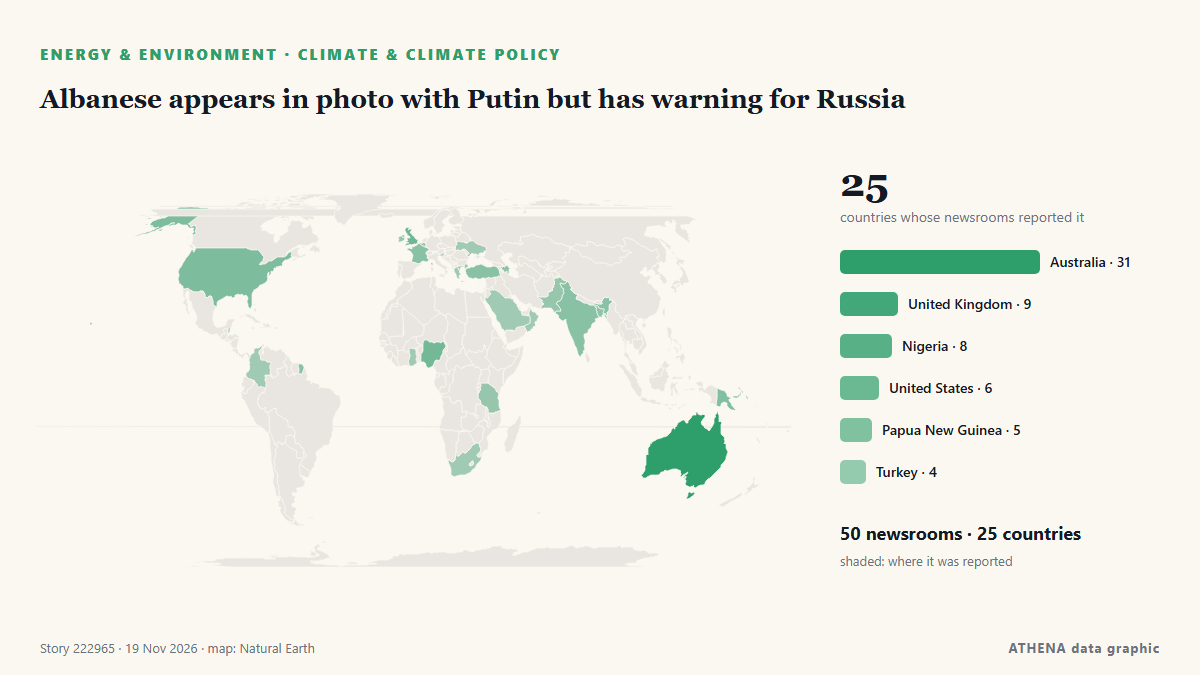 ENERGY & ENVIRONMENT · CLIMATE & CLIMATE POLICY
Albanese appears in photo with Putin but has warning for Russia
25
countries whose newsrooms reported it
Australia · 31
United Kingdom · 9
Nigeria · 8
United States · 6
Papua New Guinea · 5
Turkey · 4
50 newsrooms · 25 countries
shaded: where it was reported
Story 222965 · 19 Nov 2026 · map: Natural Earth
ATHENA data graphic